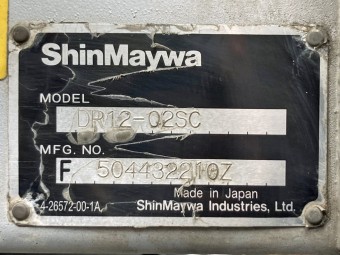 ShinMaywa
MODEL
DR12-02SC
MFG. NO.
F 504432210Z
Made in Japan
4-26572-00-1A ShinMaywa Industries, Ltd.